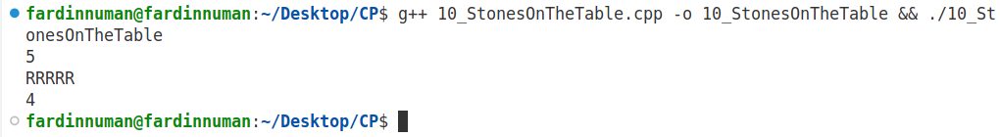 fardinnuman@fardinnuman:~/Desktop/CP$ g++ 10_StonesOnTheTable.cpp -o 10_StonesOnTheTable && ./10_St
onesOnTheTable
5
RRRRR
4
fardinnuman@fardinnuman:~/Desktop/CP$